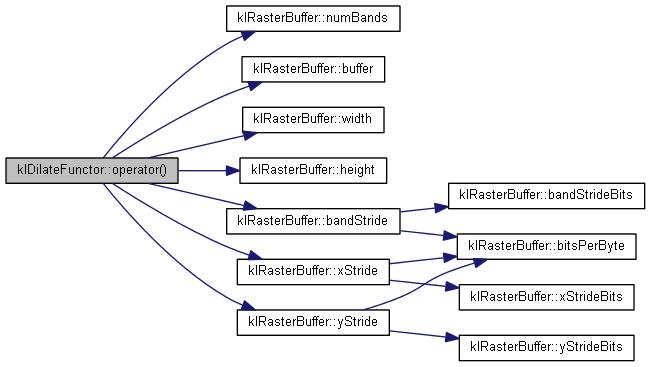 klRasterBuffer::numBands
klRasterBuffer::buffer
klRasterBuffer::width
klDilateFunctor::operator()
klRasterBuffer::height
klRasterBuffer::bandStrideBits
klRasterBuffer::bandStride
klRasterBuffer::bitsPerByte
klRasterBuffer::xStride
klRasterBuffer::xStrideBits
klRasterBuffer::yStride
klRasterBuffer::yStrideBits